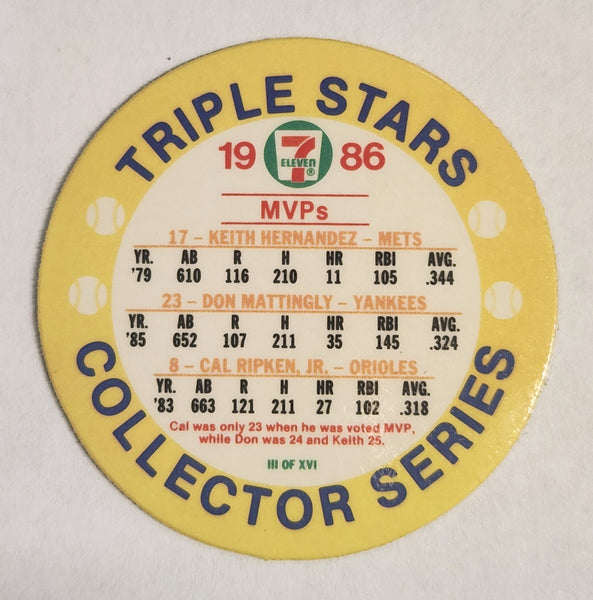 TRIPLE STARS
19 7 ELEVEN ® 86
MVPs
17 – KEITH HERNANDEZ – METS
YR. AB R H HR RBI AVG.
'79 610 116 210 11 105 .344
23 – DON MATTINGLY – YANKEES
YR. AB R H HR RBI AVG.
'85 652 107 211 35 145 .324
8 – CAL RIPKEN, JR. – ORIOLES
YR. AB R H HR RBI AVG.
'83 663 121 211 27 102 .318
Cal was only 23 when he was voted MVP,
while Don was 24 and Keith 25.
III OF XVI
COLLECTOR SERIES